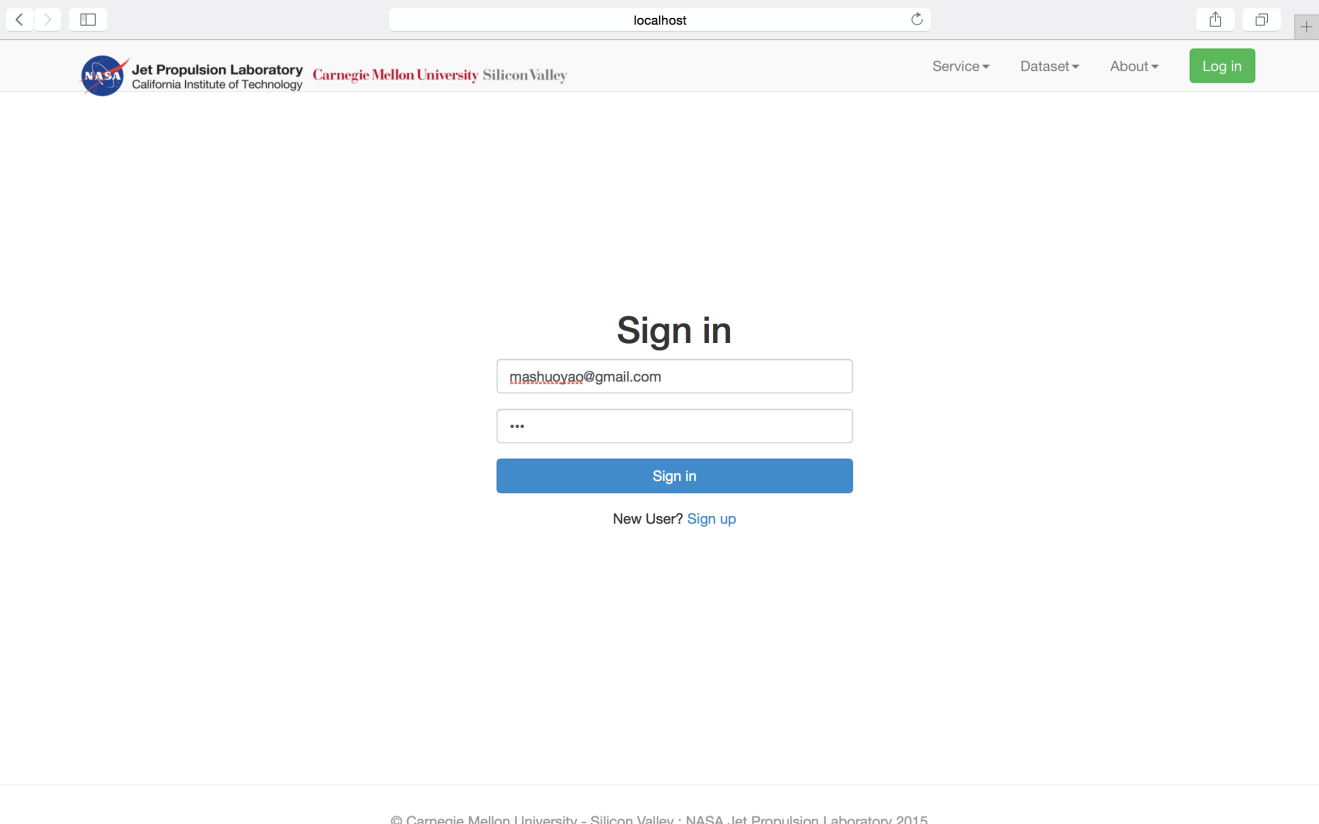 localhost
NASA Jet Propulsion Laboratory
California Institute of Technology
Carnegie Mellon University Silicon Valley
Service Dataset About Log in
Sign in
mashuoyao@gmail.com
•••
Sign in
New User? Sign up
© Carnegie Mellon University - Silicon Valley ; NASA Jet Propulsion Laboratory 2015